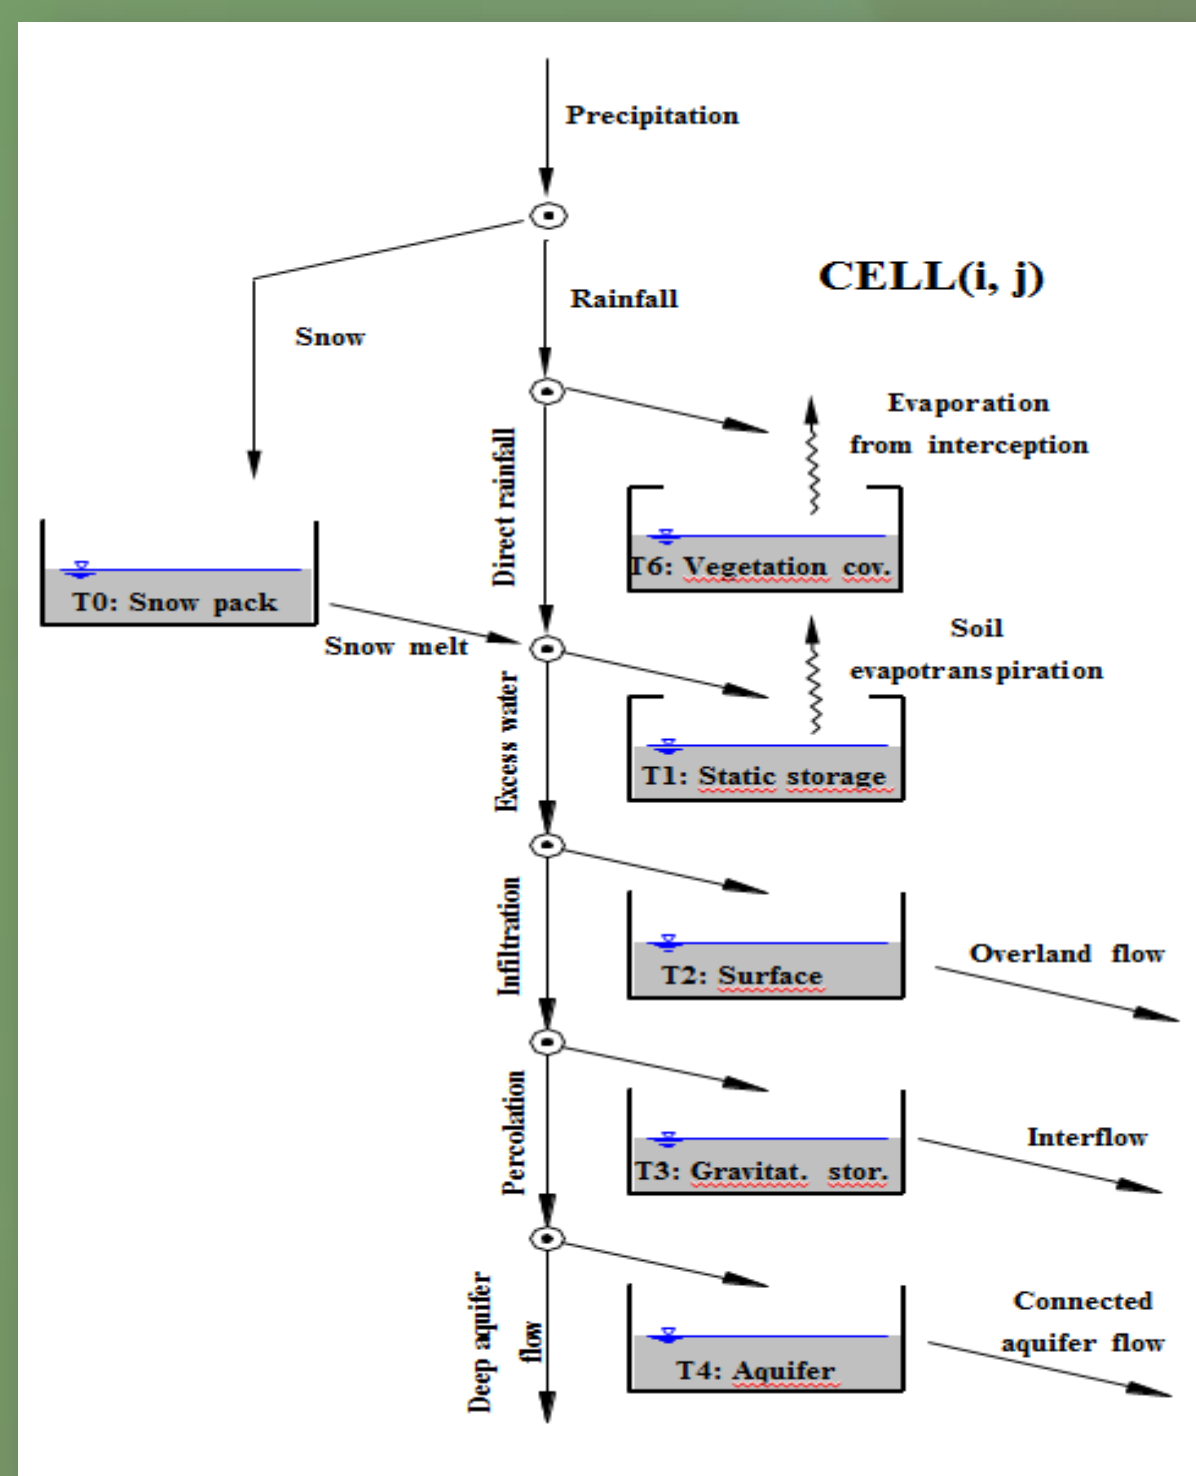 Precipitation
CELL(i, j)
Rainfall
Snow
Evaporation
from interception
Direct rainfall
T6: Vegetation cov.
T0: Snow pack
Snow melt
Soil
evapotranspiration
Excess water
T1: Static storage
Infiltration
Overland flow
T2: Surface
Percolation
Interflow
T3: Gravitat. stor.
Deep aquifer
flow
Connected
aquifer flow
T4: Aquifer